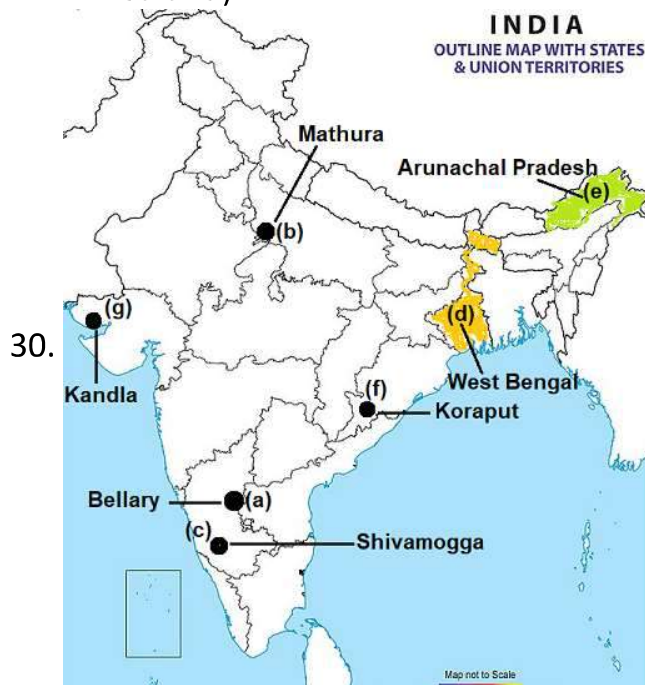 INDIA
OUTLINE MAP WITH STATES
& UNION TERRITORIES
Mathura
Arunachal Pradesh
(e)
(b)
(g)
(d)
30.
Kandla
West Bengal
(f)
Koraput
Bellary
(a)
(c)
Shivamogga
Map not to Scale